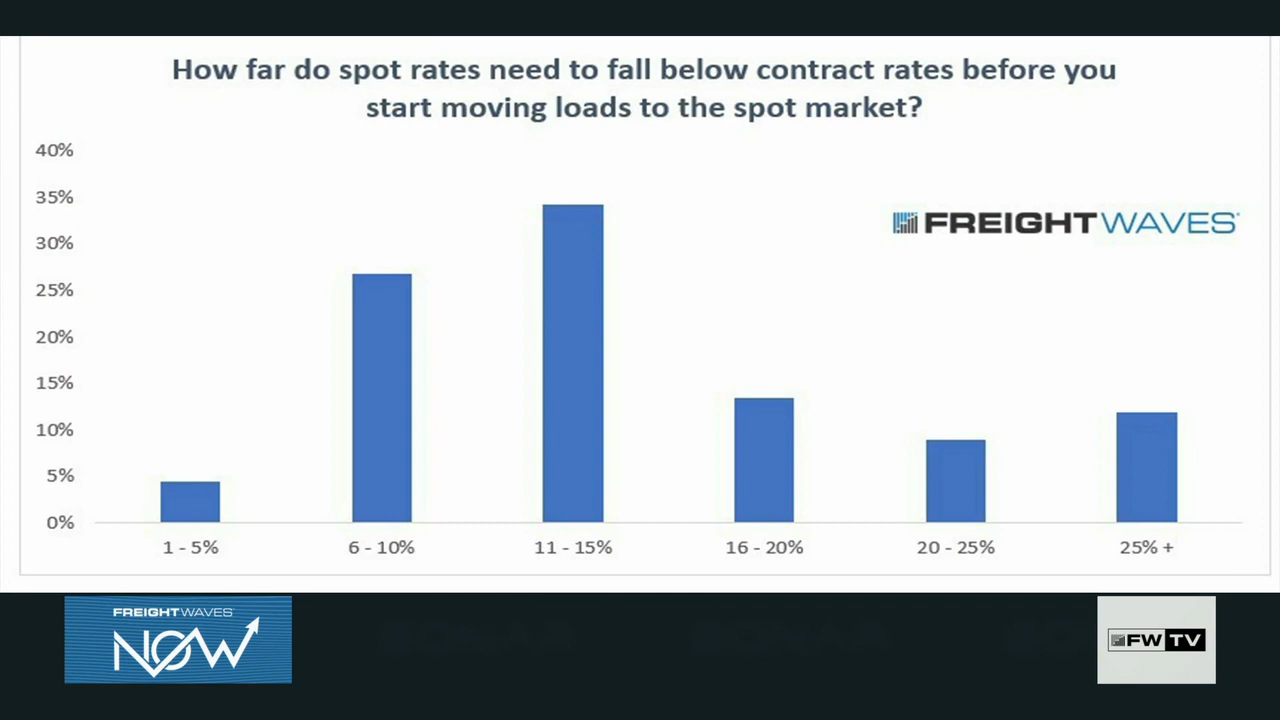 How far do spot rates need to fall below contract rates before you
start moving loads to the spot market?
40%
35%
30%
25%
20%
15%
10%
5%
0%
FREIGHTWAVES
1 - 5%
6 - 10%
11 - 15%
16 - 20%
20 - 25%
25% +
FREIGHTWAVES
NOW
FWTV